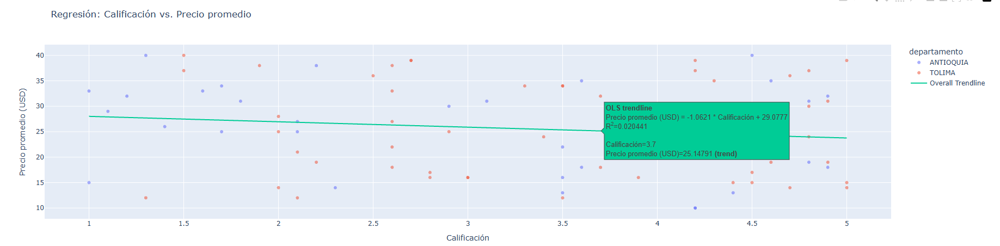 Regresión: Calificación vs. Precio promedio
departamento
ANTIOQUIA
TOLIMA
Overall Trendline
Precio promedio (USD)
40
35
30
25
20
15
10
OLS trendline
Precio promedio (USD) = -1.0621 * Calificación + 29.0777
R²=0.020441
Calificación=3.7
Precio promedio (USD)=25.14791 (trend)
1
1.5
2
2.5
3
3.5
4
4.5
5
Calificación